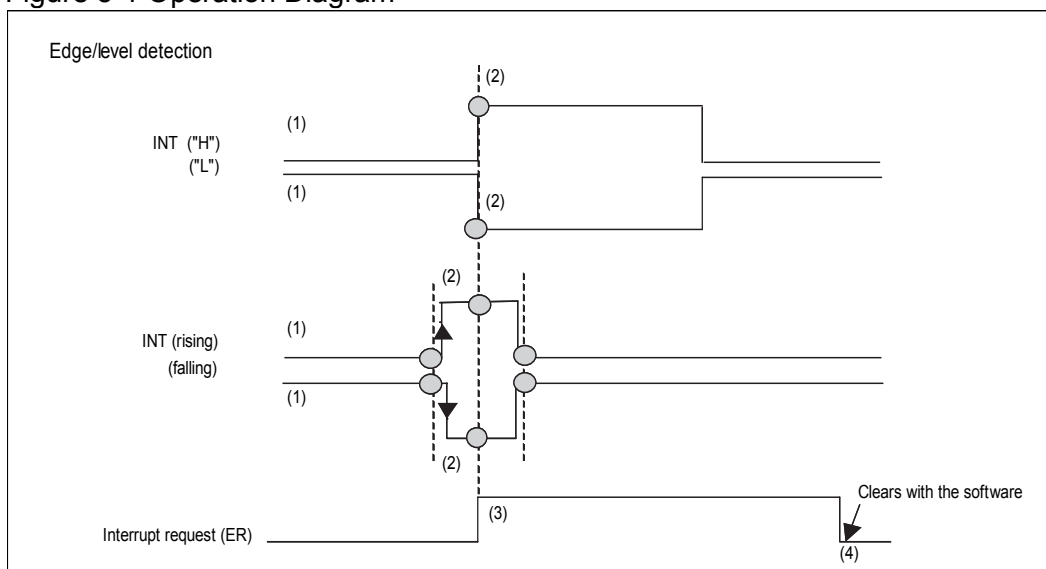 Figure 5-1 Operation Diagram
Edge/level detection
(2)
(1)
INT ("H")
("L")
(1)
(2)
(2)
(1)
INT (rising)
(falling)
(1)
(2)
Clears with the software
(3)
Interrupt request (ER)
(4)